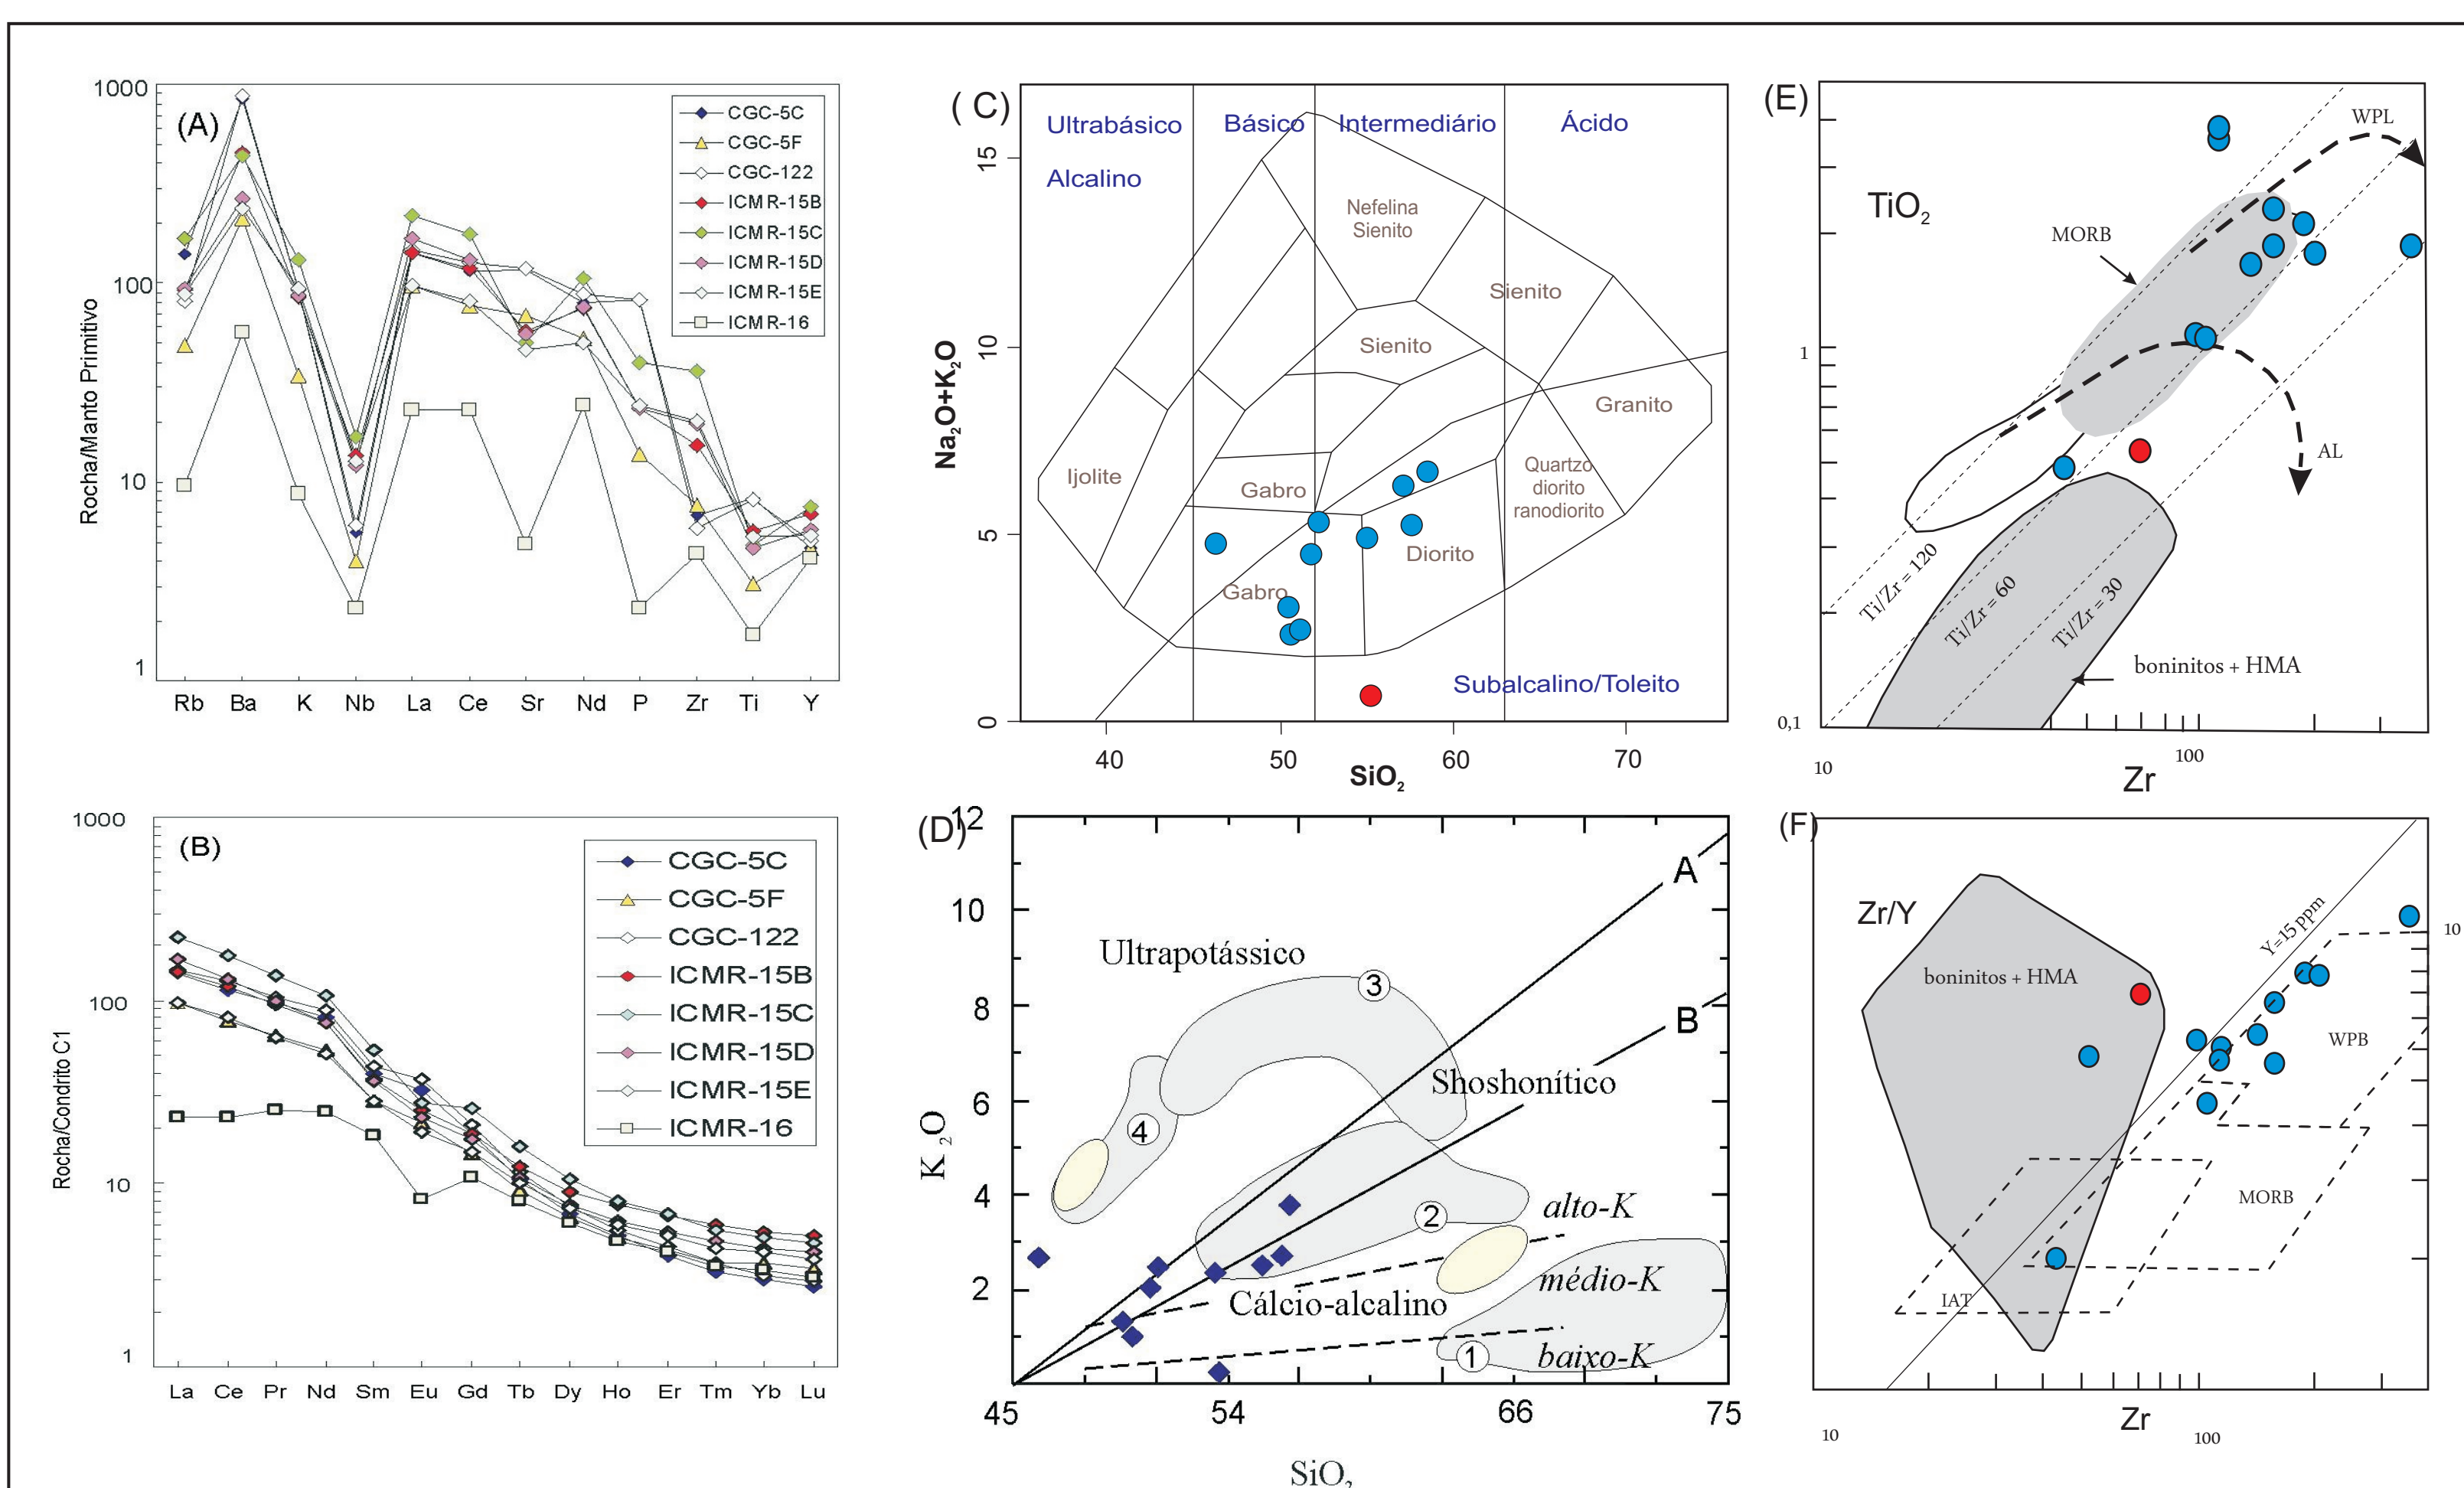 (A)
1000
100
10
1
Rocha/Manto Primitivo
CGC-5C
CGC-5F
CGC-122
ICMR-15B
ICMR-15C
ICMR-15D
ICMR-15E
ICMR-16
Rb Ba K Nb La Ce Sr Nd P Zr Ti Y
(B)
1000
100
10
1
Rocha/Condrito C1
CGC-5C
CGC-5F
CGC-122
ICMR-15B
ICMR-15C
ICMR-15D
ICMR-15E
ICMR-16
La Ce Pr Nd Sm Eu Gd Tb Dy Ho Er Tm Yb Lu
( C)
Ultrabásico Básico Intermediário Ácido
Alcalino
Nefelina
Sienito
Sienito
Sienito
Granito
Ijolite
Gabro
Quartzo
diorito
ranodiorito
Diorito
Gabro
Subalcalino/Toleito
15
10
5
0
Na₂O+K₂O
40 50 60 70
SiO₂
(D)
12
10
8
6
4
2
K₂O
A
B
Ultrapotássico
3
Shoshonítico
4
2
alto-K
médio-K
Cálcio-alcalino
1
baixo-K
45 54 66 75
SiO₂
(E)
TiO₂
WPL
MORB
AL
Ti/Zr = 120
Ti/Zr = 60
Ti/Zr = 30
boninitos + HMA
1
0,1
10
100
Zr
(F)
Zr/Y
Y=15 ppm
boninitos + HMA
10
WPB
MORB
IAT
10
100
Zr